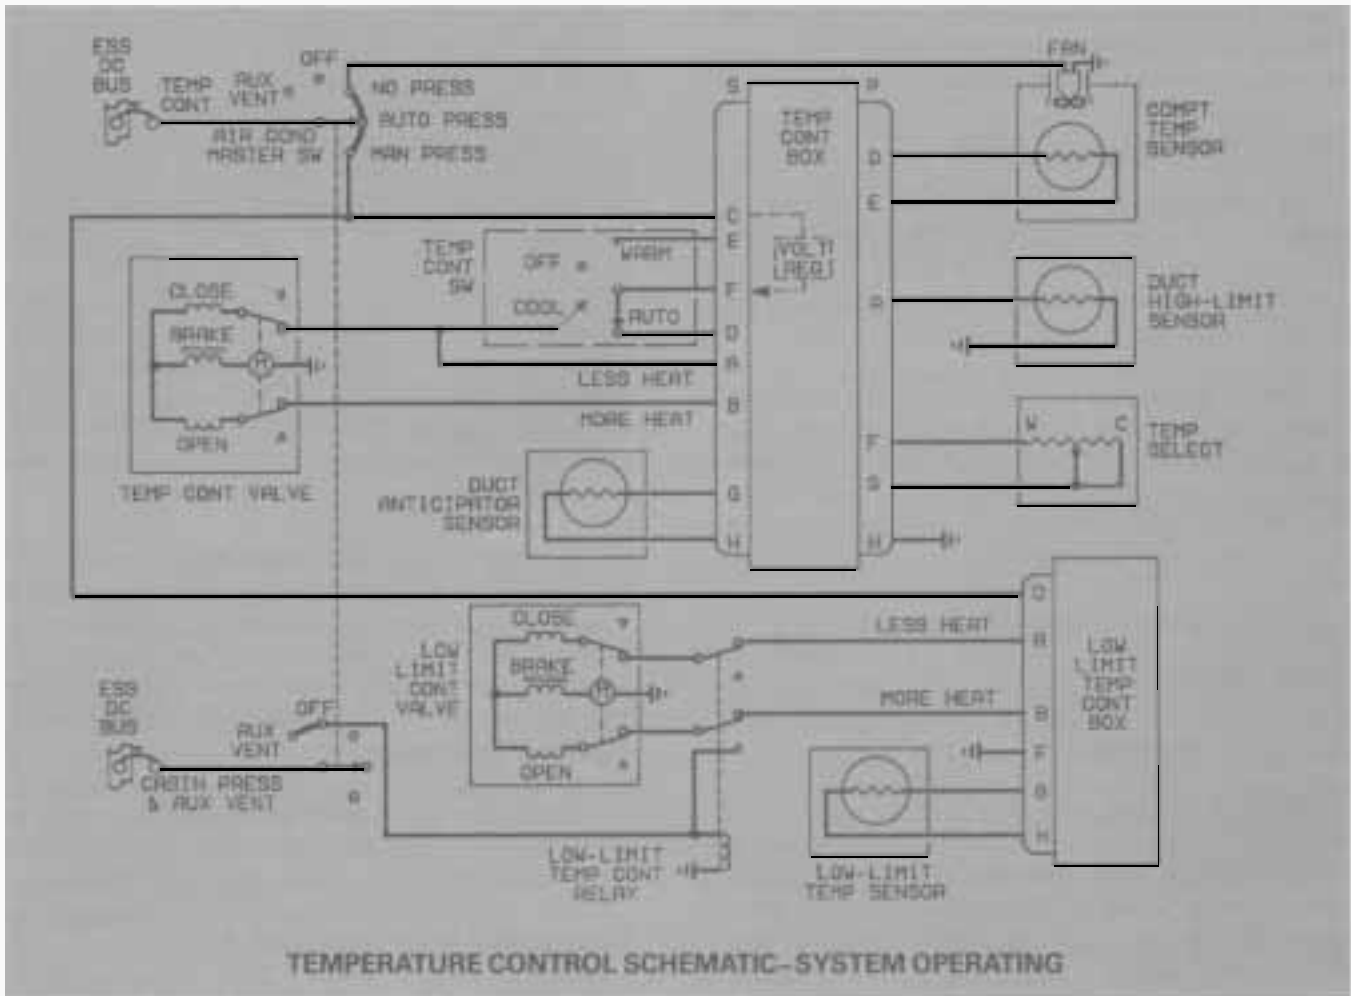 ESS
DC
BUS
TEMP
CONT
AUX
VENT
OFF
NO PRESS
AUTO PRESS
MAN PRESS
AIR COND
MASTER SW
FAN
COMPT
TEMP
SENSOR
S
P
TEMP
CONT
BOX
D
E
C
E
F
D
A
B
G
H
VOLT
REG
TEMP
CONT
SW
OFF
WARM
COOL
AUTO
LESS HEAT
MORE HEAT
CLOSE
BRAKE
M
OPEN
TEMP CONT VALVE
DUCT
HIGH-LIMIT
SENSOR
W
C
TEMP
SELECT
F
H
DUCT
ANTICIPATOR
SENSOR
LOW
LIMIT
CONT
VALVE
CLOSE
BRAKE
M
OPEN
LESS HEAT
MORE HEAT
A
B
F
H
LOW
LIMIT
TEMP
CONT
BOX
ESS
DC
BUS
AUX
VENT
OFF
CABIN PRESS
& AUX VENT
LOW-LIMIT
TEMP CONT
RELAY
LOW-LIMIT
TEMP SENSOR
TEMPERATURE CONTROL SCHEMATIC-SYSTEM OPERATING